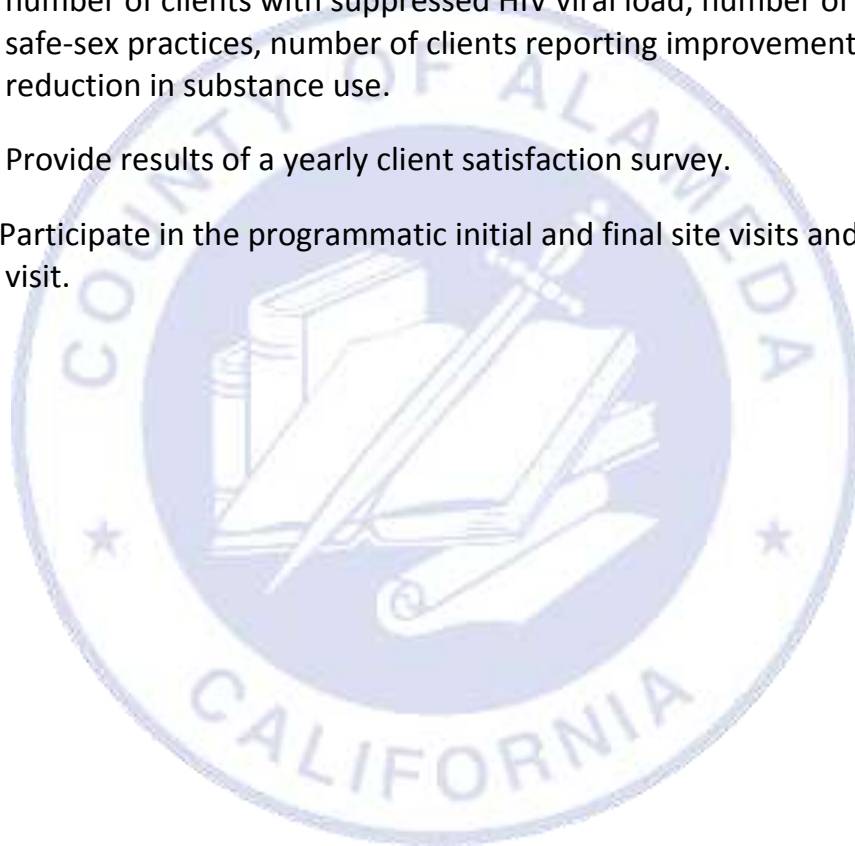 number of clients with suppressed HIV viral load, number of
safe-sex practices, number of clients reporting improvement
reduction in substance use.
Provide results of a yearly client satisfaction survey.
Participate in the programmatic initial and final site visits and
visit.
COUNTY OF ALAMEDA
CALIFORNIA